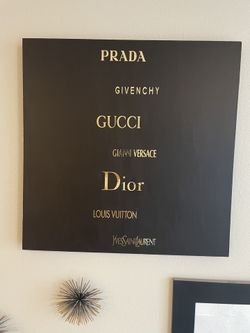 PRADA
GIVENCHY
GUCCI
GIANNI VERSACE
Dior
LOUIS VUITTON
YVESSAINTLAURENT